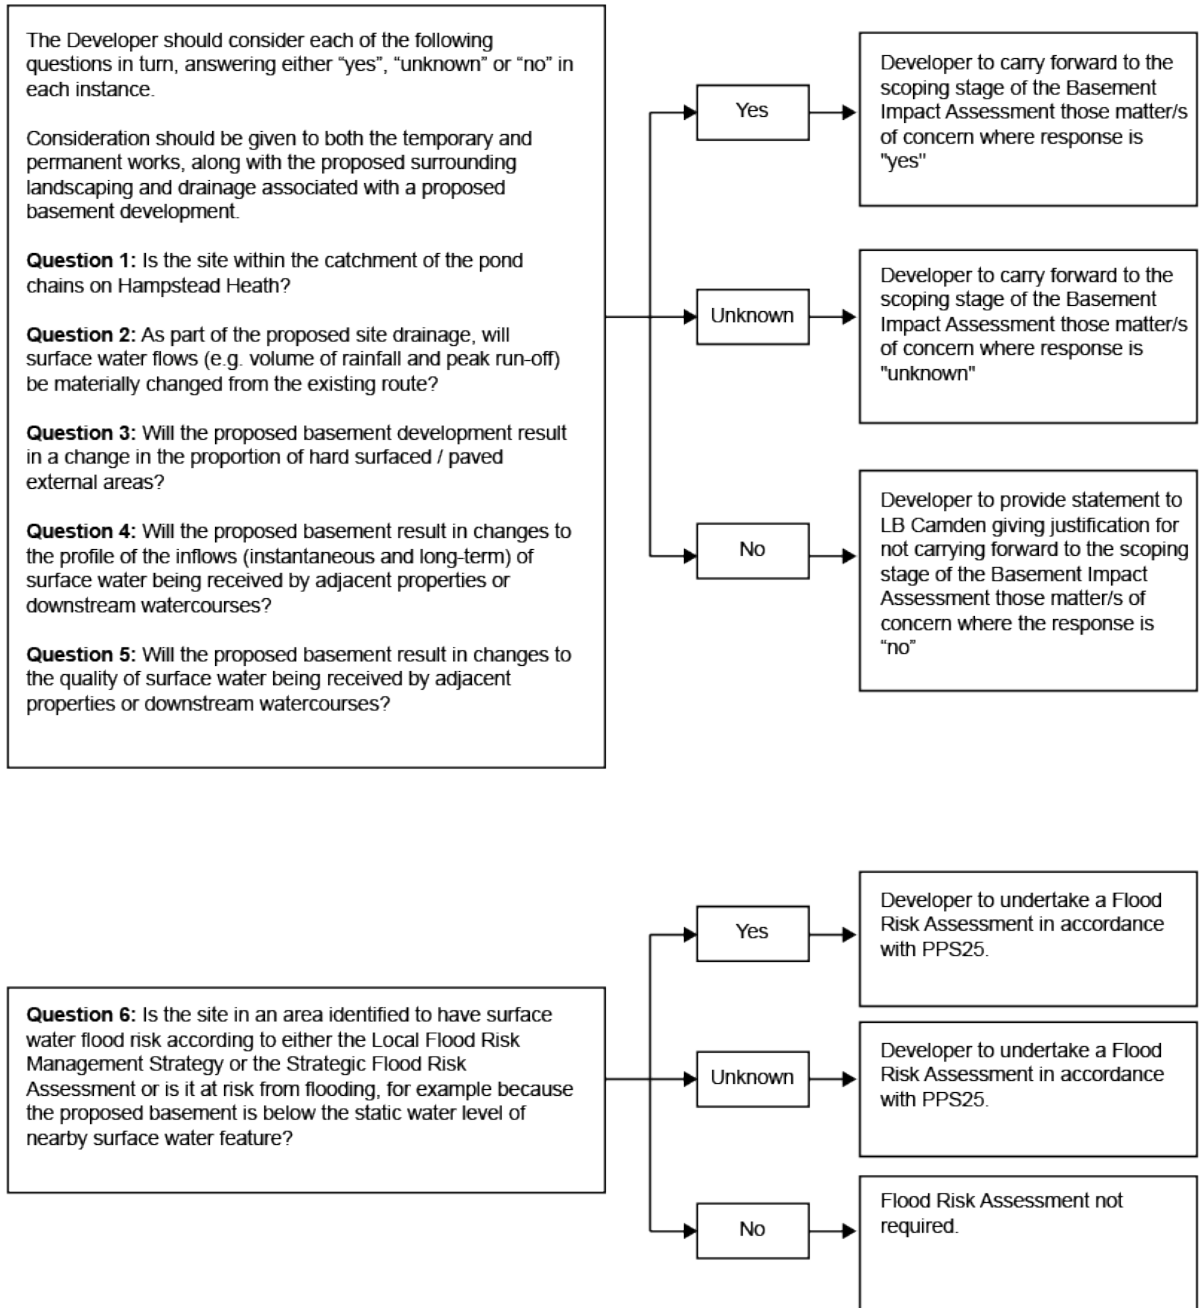 The Developer should consider each of the following
questions in turn, answering either “yes”, “unknown” or “no” in
each instance.
Consideration should be given to both the temporary and
permanent works, along with the proposed surrounding
landscaping and drainage associated with a proposed
basement development.
Question 1: Is the site within the catchment of the pond
chains on Hampstead Heath?
Question 2: As part of the proposed site drainage, will
surface water flows (e.g. volume of rainfall and peak run-off)
be materially changed from the existing route?
Question 3: Will the proposed basement development result
in a change in the proportion of hard surfaced / paved
external areas?
Question 4: Will the proposed basement result in changes to
the profile of the inflows (instantaneous and long-term) of
surface water being received by adjacent properties or
downstream watercourses?
Question 5: Will the proposed basement result in changes to
the quality of surface water being received by adjacent
properties or downstream watercourses?
Yes
Developer to carry forward to the
scoping stage of the Basement
Impact Assessment those matter/s
of concern where response is
"yes"
Unknown
Developer to carry forward to the
scoping stage of the Basement
Impact Assessment those matter/s
of concern where response is
"unknown"
No
Developer to provide statement to
LB Camden giving justification for
not carrying forward to the scoping
stage of the Basement Impact
Assessment those matter/s of
concern where the response is
“no”
Question 6: Is the site in an area identified to have surface
water flood risk according to either the Local Flood Risk
Management Strategy or the Strategic Flood Risk
Assessment or is it at risk from flooding, for example because
the proposed basement is below the static water level of
nearby surface water feature?
Yes
Developer to undertake a Flood
Risk Assessment in accordance
with PPS25.
Unknown
Developer to undertake a Flood
Risk Assessment in accordance
with PPS25.
No
Flood Risk Assessment not
required.